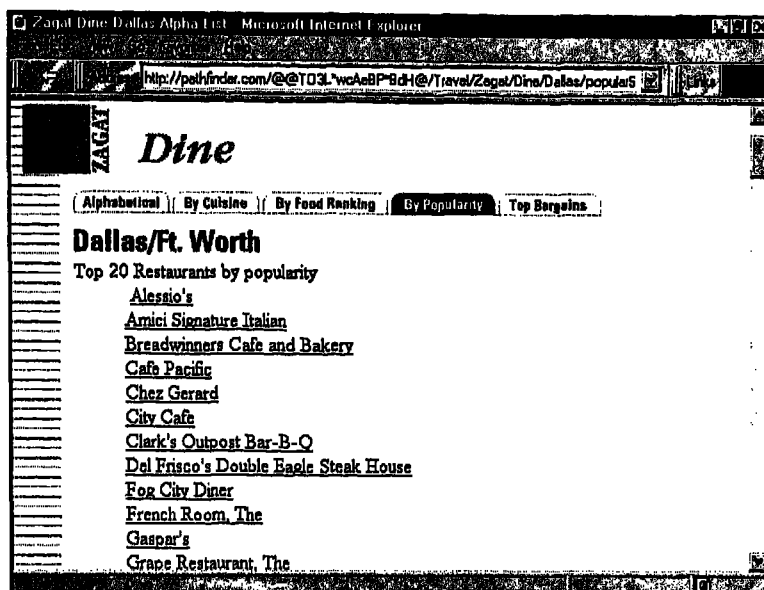 Zagat Dine Dallas Alpha List - Microsoft Internet Explorer
http://pathfinder.com/@@TO3L*wcAeBP*BdH@/Travel/Zagat/Dine/Dallas/popular5
ZAGAT
Dine
Alphabetical By Cuisine By Food Ranking By Popularity Top Bargains
Dallas/Ft. Worth
Top 20 Restaurants by popularity
Alessio's
Amici Signature Italian
Breadwinners Cafe and Bakery
Cafe Pacific
Chez Gerard
City Cafe
Clark's Outpost Bar-B-Q
Del Frisco's Double Eagle Steak House
Fog City Diner
French Room, The
Gaspar's
Grape Restaurant, The